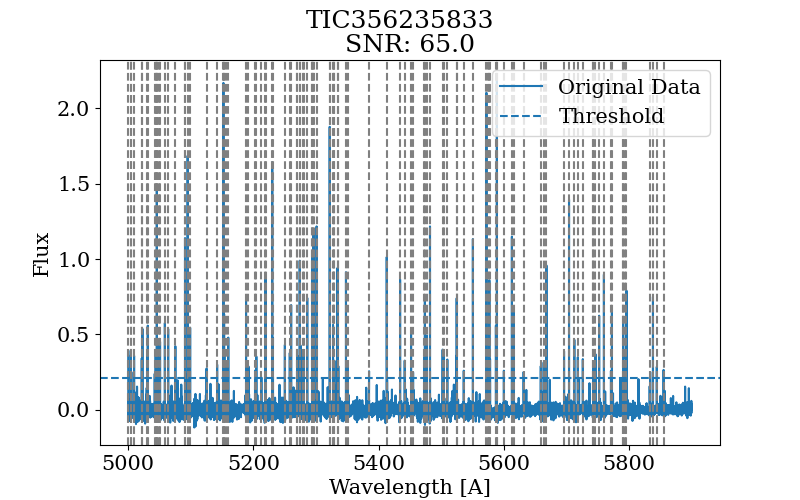 TIC356235833
SNR: 65.0
Original Data
Threshold
2.0
1.5
1.0
0.5
0.0
Flux
5000 5200 5400 5600 5800
Wavelength [A]